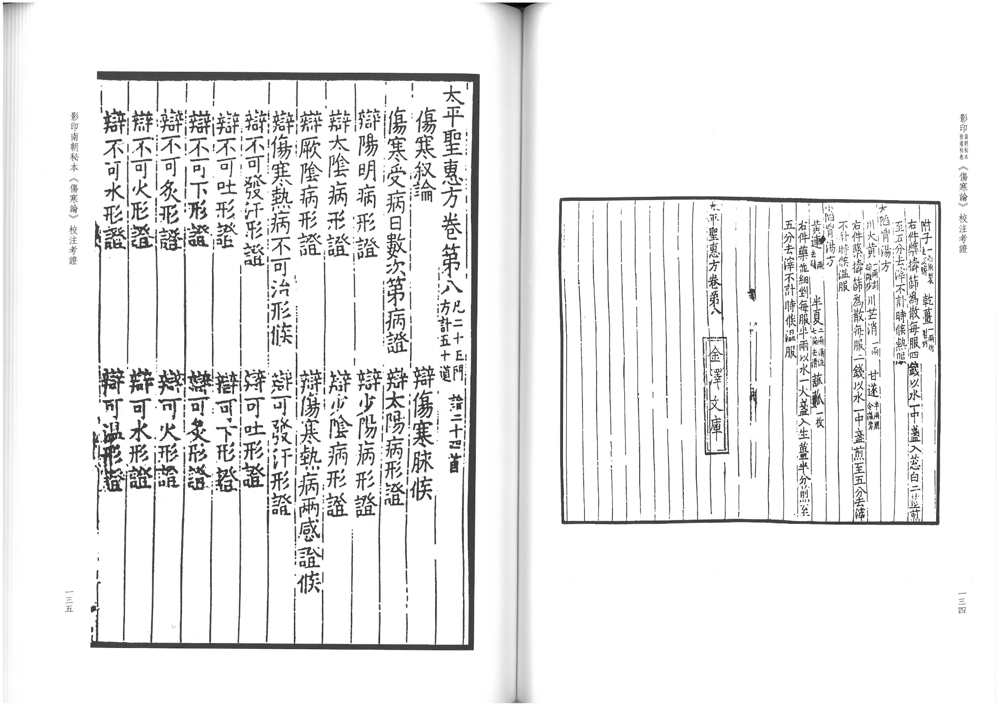 影印南朝秘本敦煌秘卷《傷寒論》校注考證
附子一兩炮裂去皮臍 乾薑一兩炮裂剉
右件藥擣篩為散每服四錢以水一中盞入葱白二莖煎
至五分去滓不計時候熱服
大陷胷湯方
川大黃一兩剉碎微炒 川芒消一兩 甘遂半兩煨令微黃
右件藥擣篩為散每服二錢以水一中盞煎至五分去滓
不計時候温服
小陷胷湯方
黃連一兩去鬚 半夏二兩湯洗七徧去滑 蔬蓏一枚
右件藥並細剉每服半兩以水一大盞入生薑半分煎至
五分去滓不計時候温服
太平聖惠方卷第八
金澤文庫
一三四
太平聖惠方卷第八 凡二十七門 方計五十道 論二十四首
傷寒叙論 辯傷寒脉候
傷寒受病日數次第病證 辯太陽病形證
辯陽明病形證 辯少陽病形證
辯太陰病形證 辯少陰病形證
辯厥陰病形證 辯傷寒熱病兩感證候
辯傷寒熱病不可治形候 辯可發汗形證
辯不可發汗形證 辯可吐形證
辯不可吐形證 辯可下形證
辯不可下形證 辯可灸形證
辯不可灸形證 辯可火形證
辯不可火形證 辯可水形證
辯不可水形證 辯可温形證
影印南朝秘本《傷寒論》校注考證
一三五